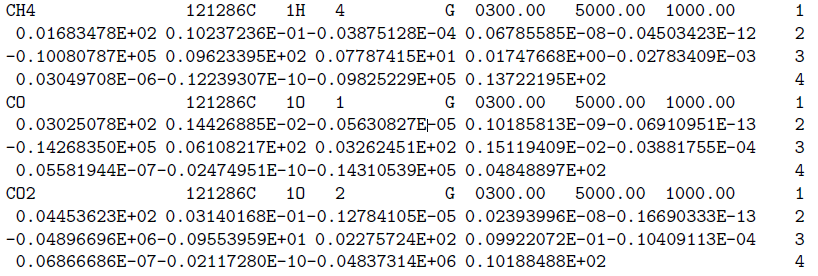 CH4 121286C 1H 4 G 0300.00 5000.00 1000.00 1
0.01683478E+02 0.10237236E-01-0.03875128E-04 0.06785585E-08-0.04503423E-12 2
-0.10080787E+05 0.09623395E+02 0.07787415E+01 0.01747668E+00-0.02783409E-03 3
0.03049708E-06-0.12239307E-10-0.09825229E+05 0.13722195E+02 4
CO 121286C 1O 1 G 0300.00 5000.00 1000.00 1
0.03025078E+02 0.14426885E-02-0.05630827E-05 0.10185813E-09-0.06910951E-13 2
-0.14268350E+05 0.06108217E+02 0.03262451E+02 0.15119409E-02-0.03881755E-04 3
0.05581944E-07-0.02474951E-10-0.14310539E+05 0.04848897E+02 4
CO2 121286C 1O 2 G 0300.00 5000.00 1000.00 1
0.04453623E+02 0.03140168E-01-0.12784105E-05 0.02393996E-08-0.16690333E-13 2
-0.04896696E+06-0.09553959E+01 0.02275724E+02 0.09922072E-01-0.10409113E-04 3
0.06866686E-07-0.02117280E-10-0.04837314E+06 0.10188488E+02 4